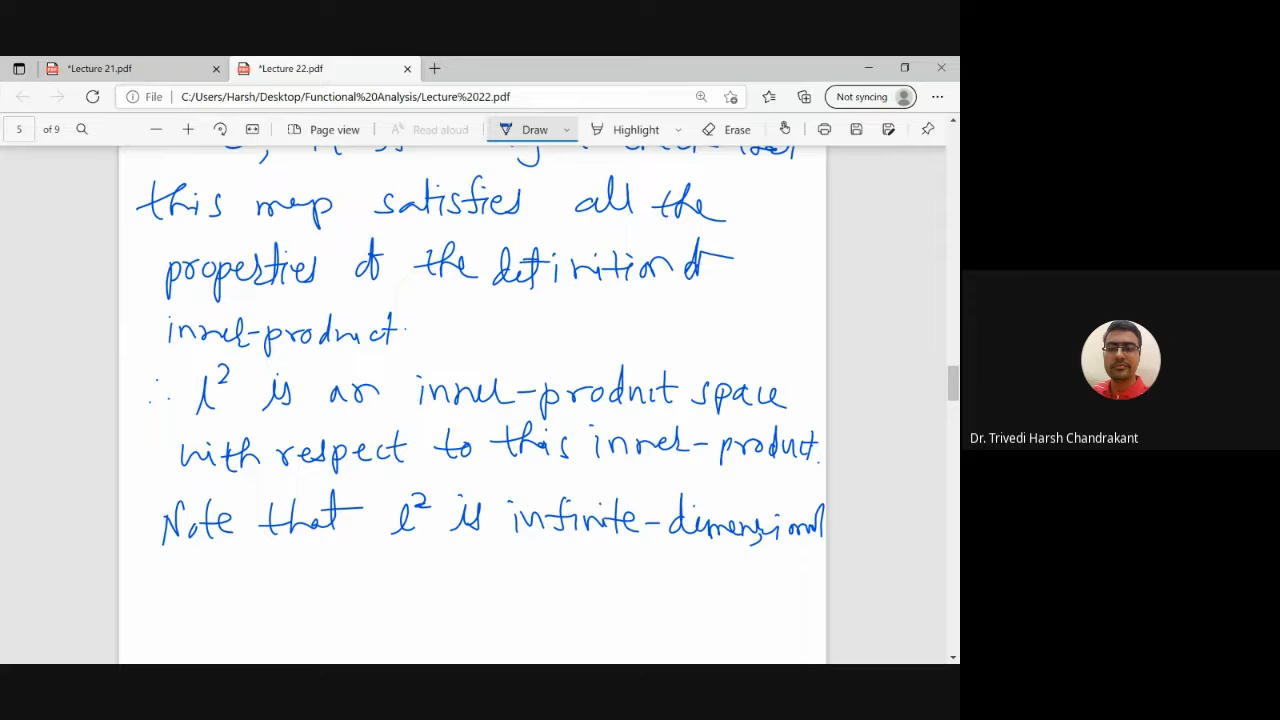 *Lecture 21.pdf
*Lecture 22.pdf
File C:/Users/Harsh/Desktop/Functional%20Analysis/Lecture%2022.pdf
Not syncing
5 of 9
Page view
Read aloud
Draw
Highlight
Erase
this map satisfies all the
properties of the definition of
inner-product.
∴ l² is an inner-product space
with respect to this inner-product.
Note that l² is infinite-dimensional
Dr. Trivedi Harsh Chandrakant